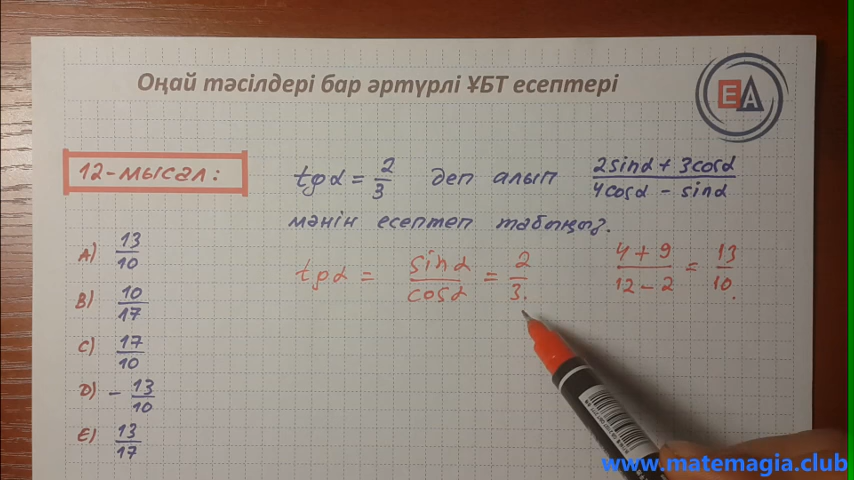 Оңай тәсілдері бар әртүрлі ҰБТ есептері
EA
12-мысал:
tgα = 2/3 деп алып (2sinα + 3cosα)/(4cosα - sinα)
мәнін есептеп табыңыз.
A) 13/10
tgα = sinα/cosα = 2/3. (4+9)/(12-2) = 13/10.
B) 10/17
C) 17/10
D) -13/10
E) 13/17
www.matemagia.club